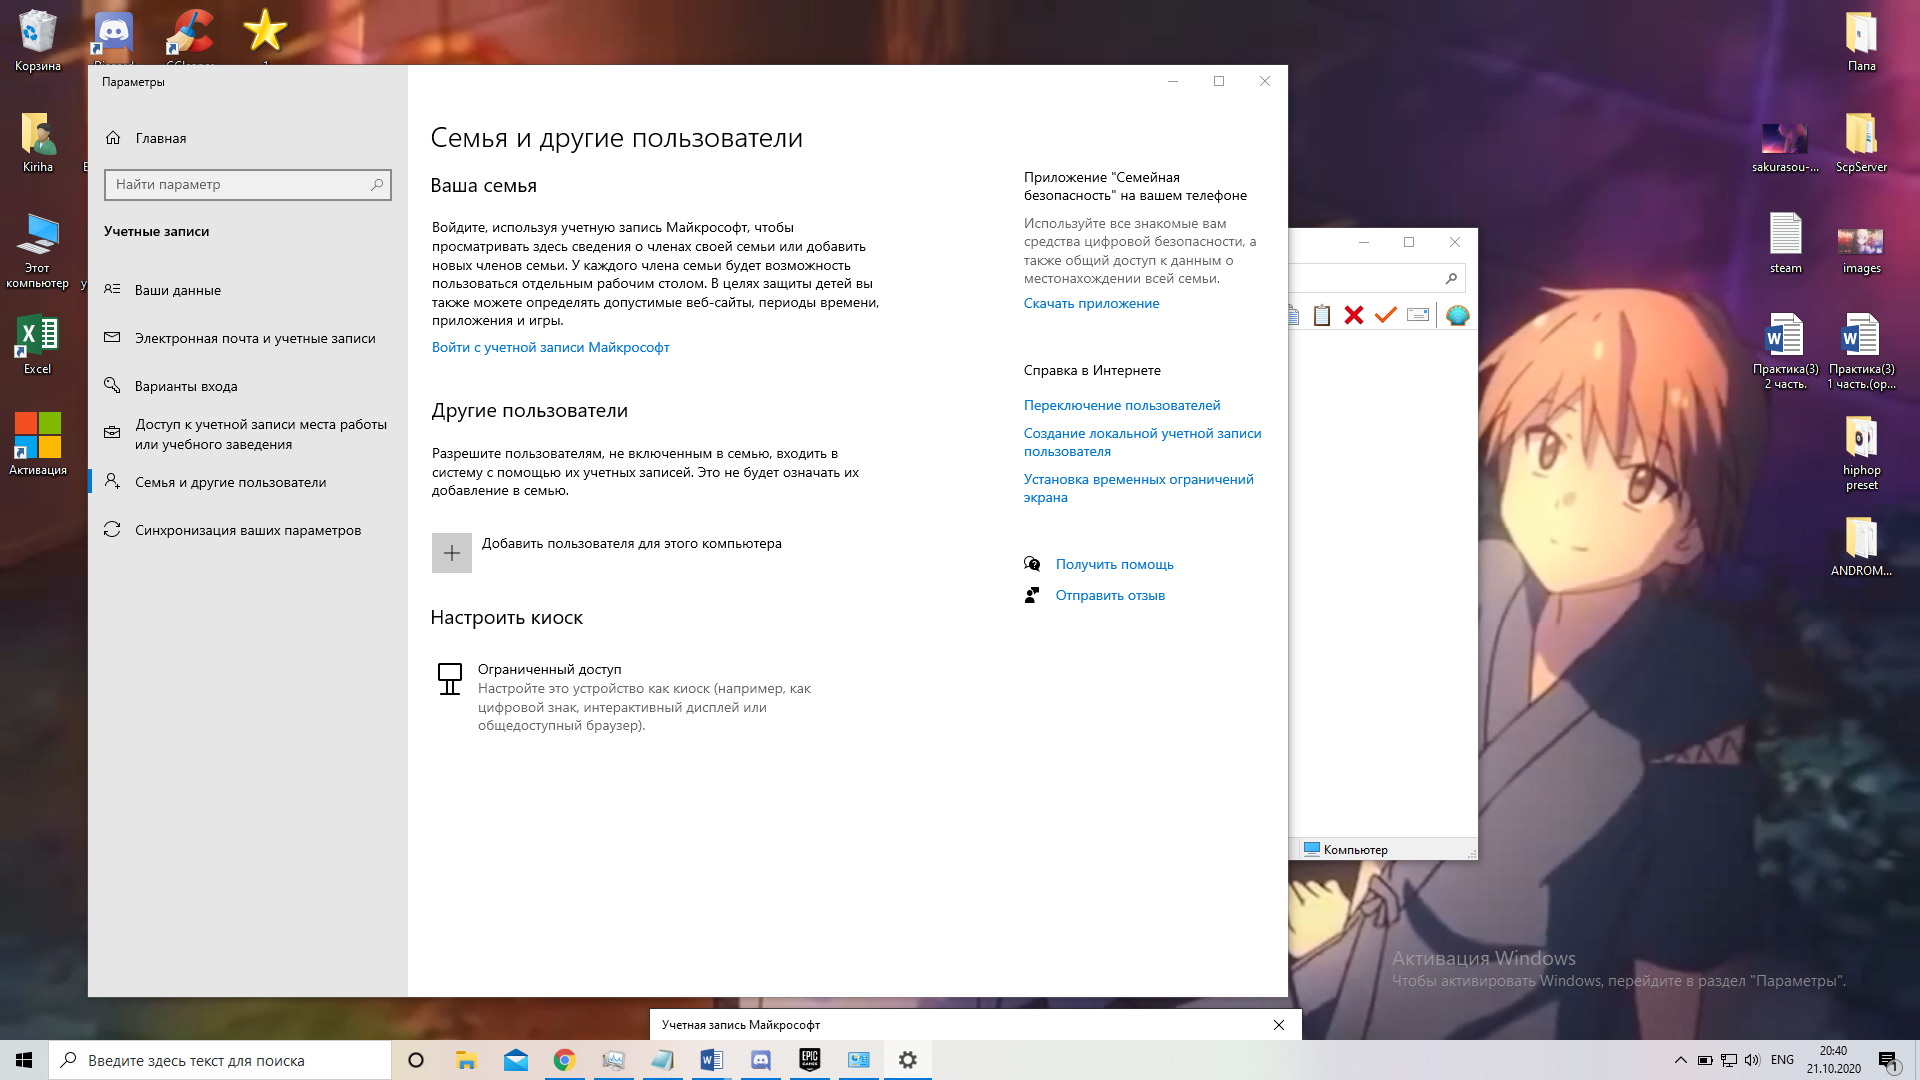 Корзина
1
Kiriha
Этот
компьютер
Excel
Активация
Параметры
Главная
Найти параметр
Учетные записи
Ваши данные
Электронная почта и учетные записи
Варианты входа
Доступ к учетной записи места работы
или учебного заведения
Семья и другие пользователи
Синхронизация ваших параметров
Семья и другие пользователи
Ваша семья
Войдите, используя учетную запись Майкрософт, чтобы
просматривать здесь сведения о членах своей семьи или добавить
новых членов семьи. У каждого члена семьи будет возможность
пользоваться отдельным рабочим столом. В целях защиты детей вы
также можете определять допустимые веб-сайты, периоды времени,
приложения и игры.
Войти с учетной записи Майкрософт
Другие пользователи
Разрешите пользователям, не включенным в семью, входить в
систему с помощью их учетных записей. Это не будет означать их
добавление в семью.
Добавить пользователя для этого компьютера
Настроить киоск
Ограниченный доступ
Настройте это устройство как киоск (например, как
цифровой знак, интерактивный дисплей или
общедоступный браузер).
Приложение "Семейная
безопасность" на вашем телефоне
Используйте все знакомые вам
средства цифровой безопасности, а
также общий доступ к данным о
местонахождении всей семьи.
Скачать приложение
Справка в Интернете
Переключение пользователей
Создание локальной учетной записи
пользователя
Установка временных ограничений
экрана
Получить помощь
Отправить отзыв
Компьютер
Папа
sakurasou-...
ScpServer
steam
images
Практика(3)
2 часть.
Практика(3)
1 часть.(ор...
hiphop
preset
ANDROM...
Активация Windows
Чтобы активировать Windows, перейдите в раздел "Параметры".
Учетная запись Майкрософт
Введите здесь текст для поиска
EPIC
GAMES
ENG
20:40
21.10.2020
1